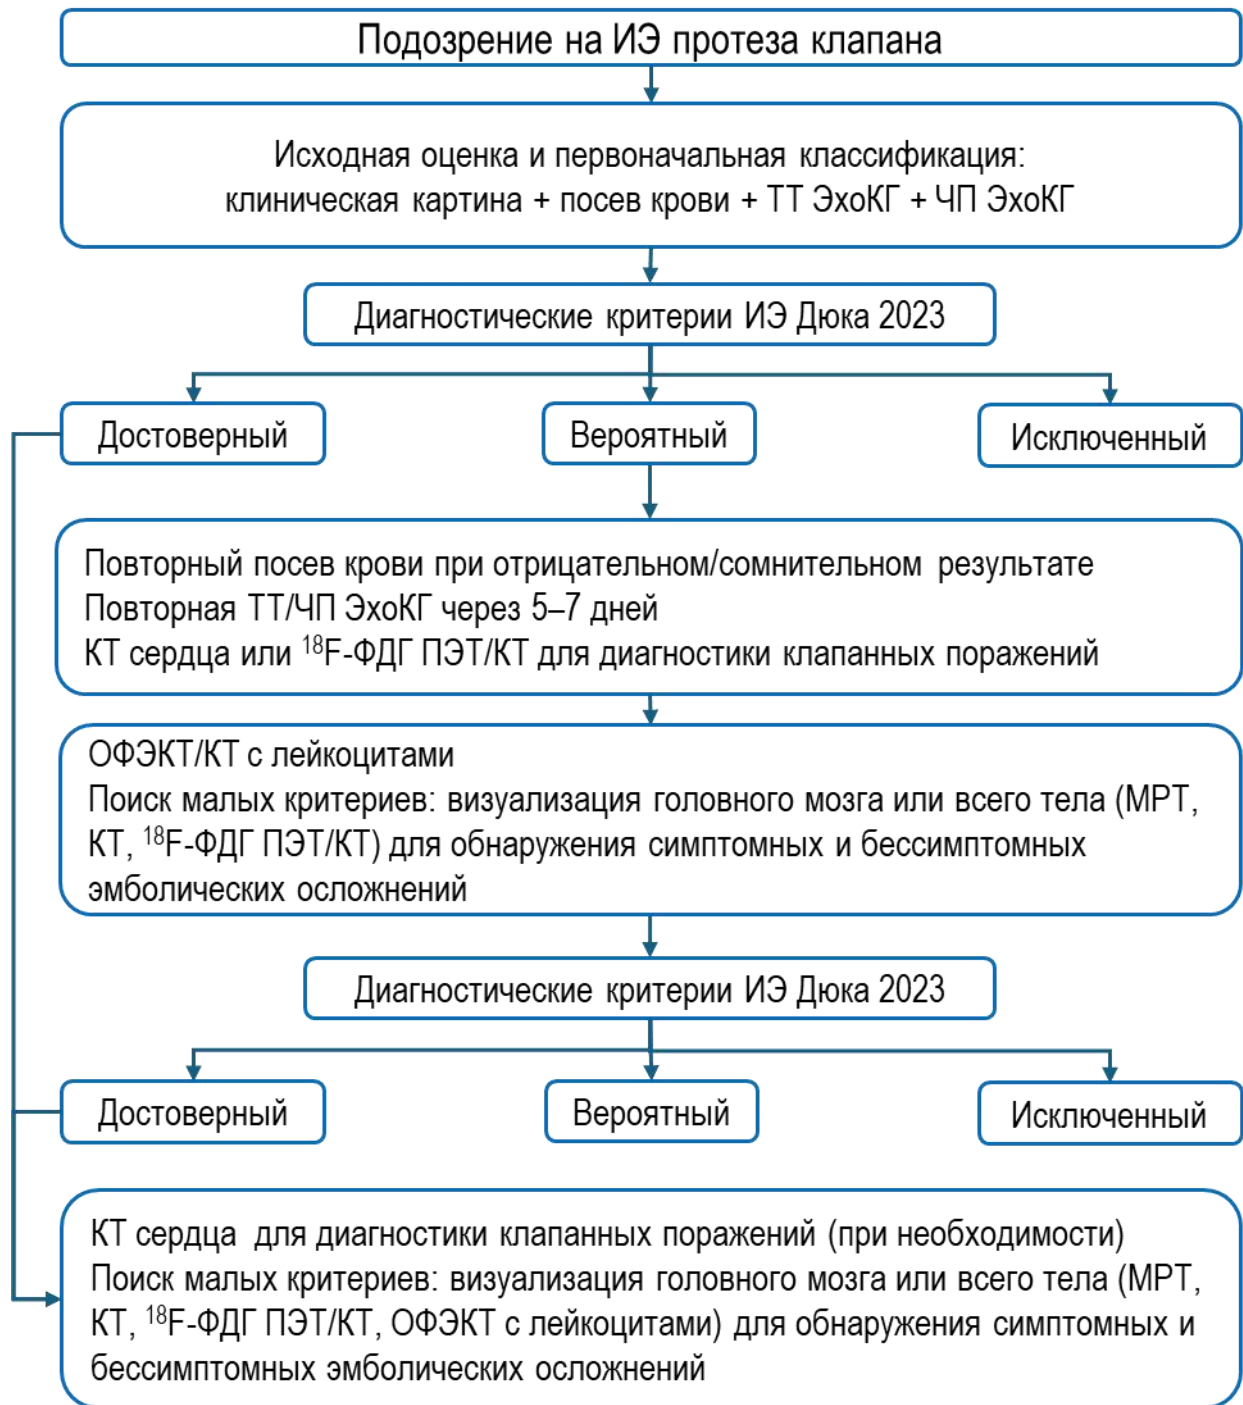 Подозрение на ИЭ протеза клапана
Исходная оценка и первоначальная классификация:
клиническая картина + посев крови + ТТ ЭхоКГ + ЧП ЭхоКГ
Диагностические критерии ИЭ Дюка 2023
Достоверный
Вероятный
Исключенный
Повторный посев крови при отрицательном/сомнительном результате
Повторная ТТ/ЧП ЭхоКГ через 5–7 дней
КТ сердца или ¹⁸F-ФДГ ПЭТ/КТ для диагностики клапанных поражений
ОФЭКТ/КТ с лейкоцитами
Поиск малых критериев: визуализация головного мозга или всего тела (МРТ,
КТ, ¹⁸F-ФДГ ПЭТ/КТ) для обнаружения симптомных и бессимптомных
эмболических осложнений
Диагностические критерии ИЭ Дюка 2023
Достоверный
Вероятный
Исключенный
КТ сердца для диагностики клапанных поражений (при необходимости)
Поиск малых критериев: визуализация головного мозга или всего тела (МРТ,
КТ, ¹⁸F-ФДГ ПЭТ/КТ, ОФЭКТ с лейкоцитами) для обнаружения симптомных и
бессимптомных эмболических осложнений